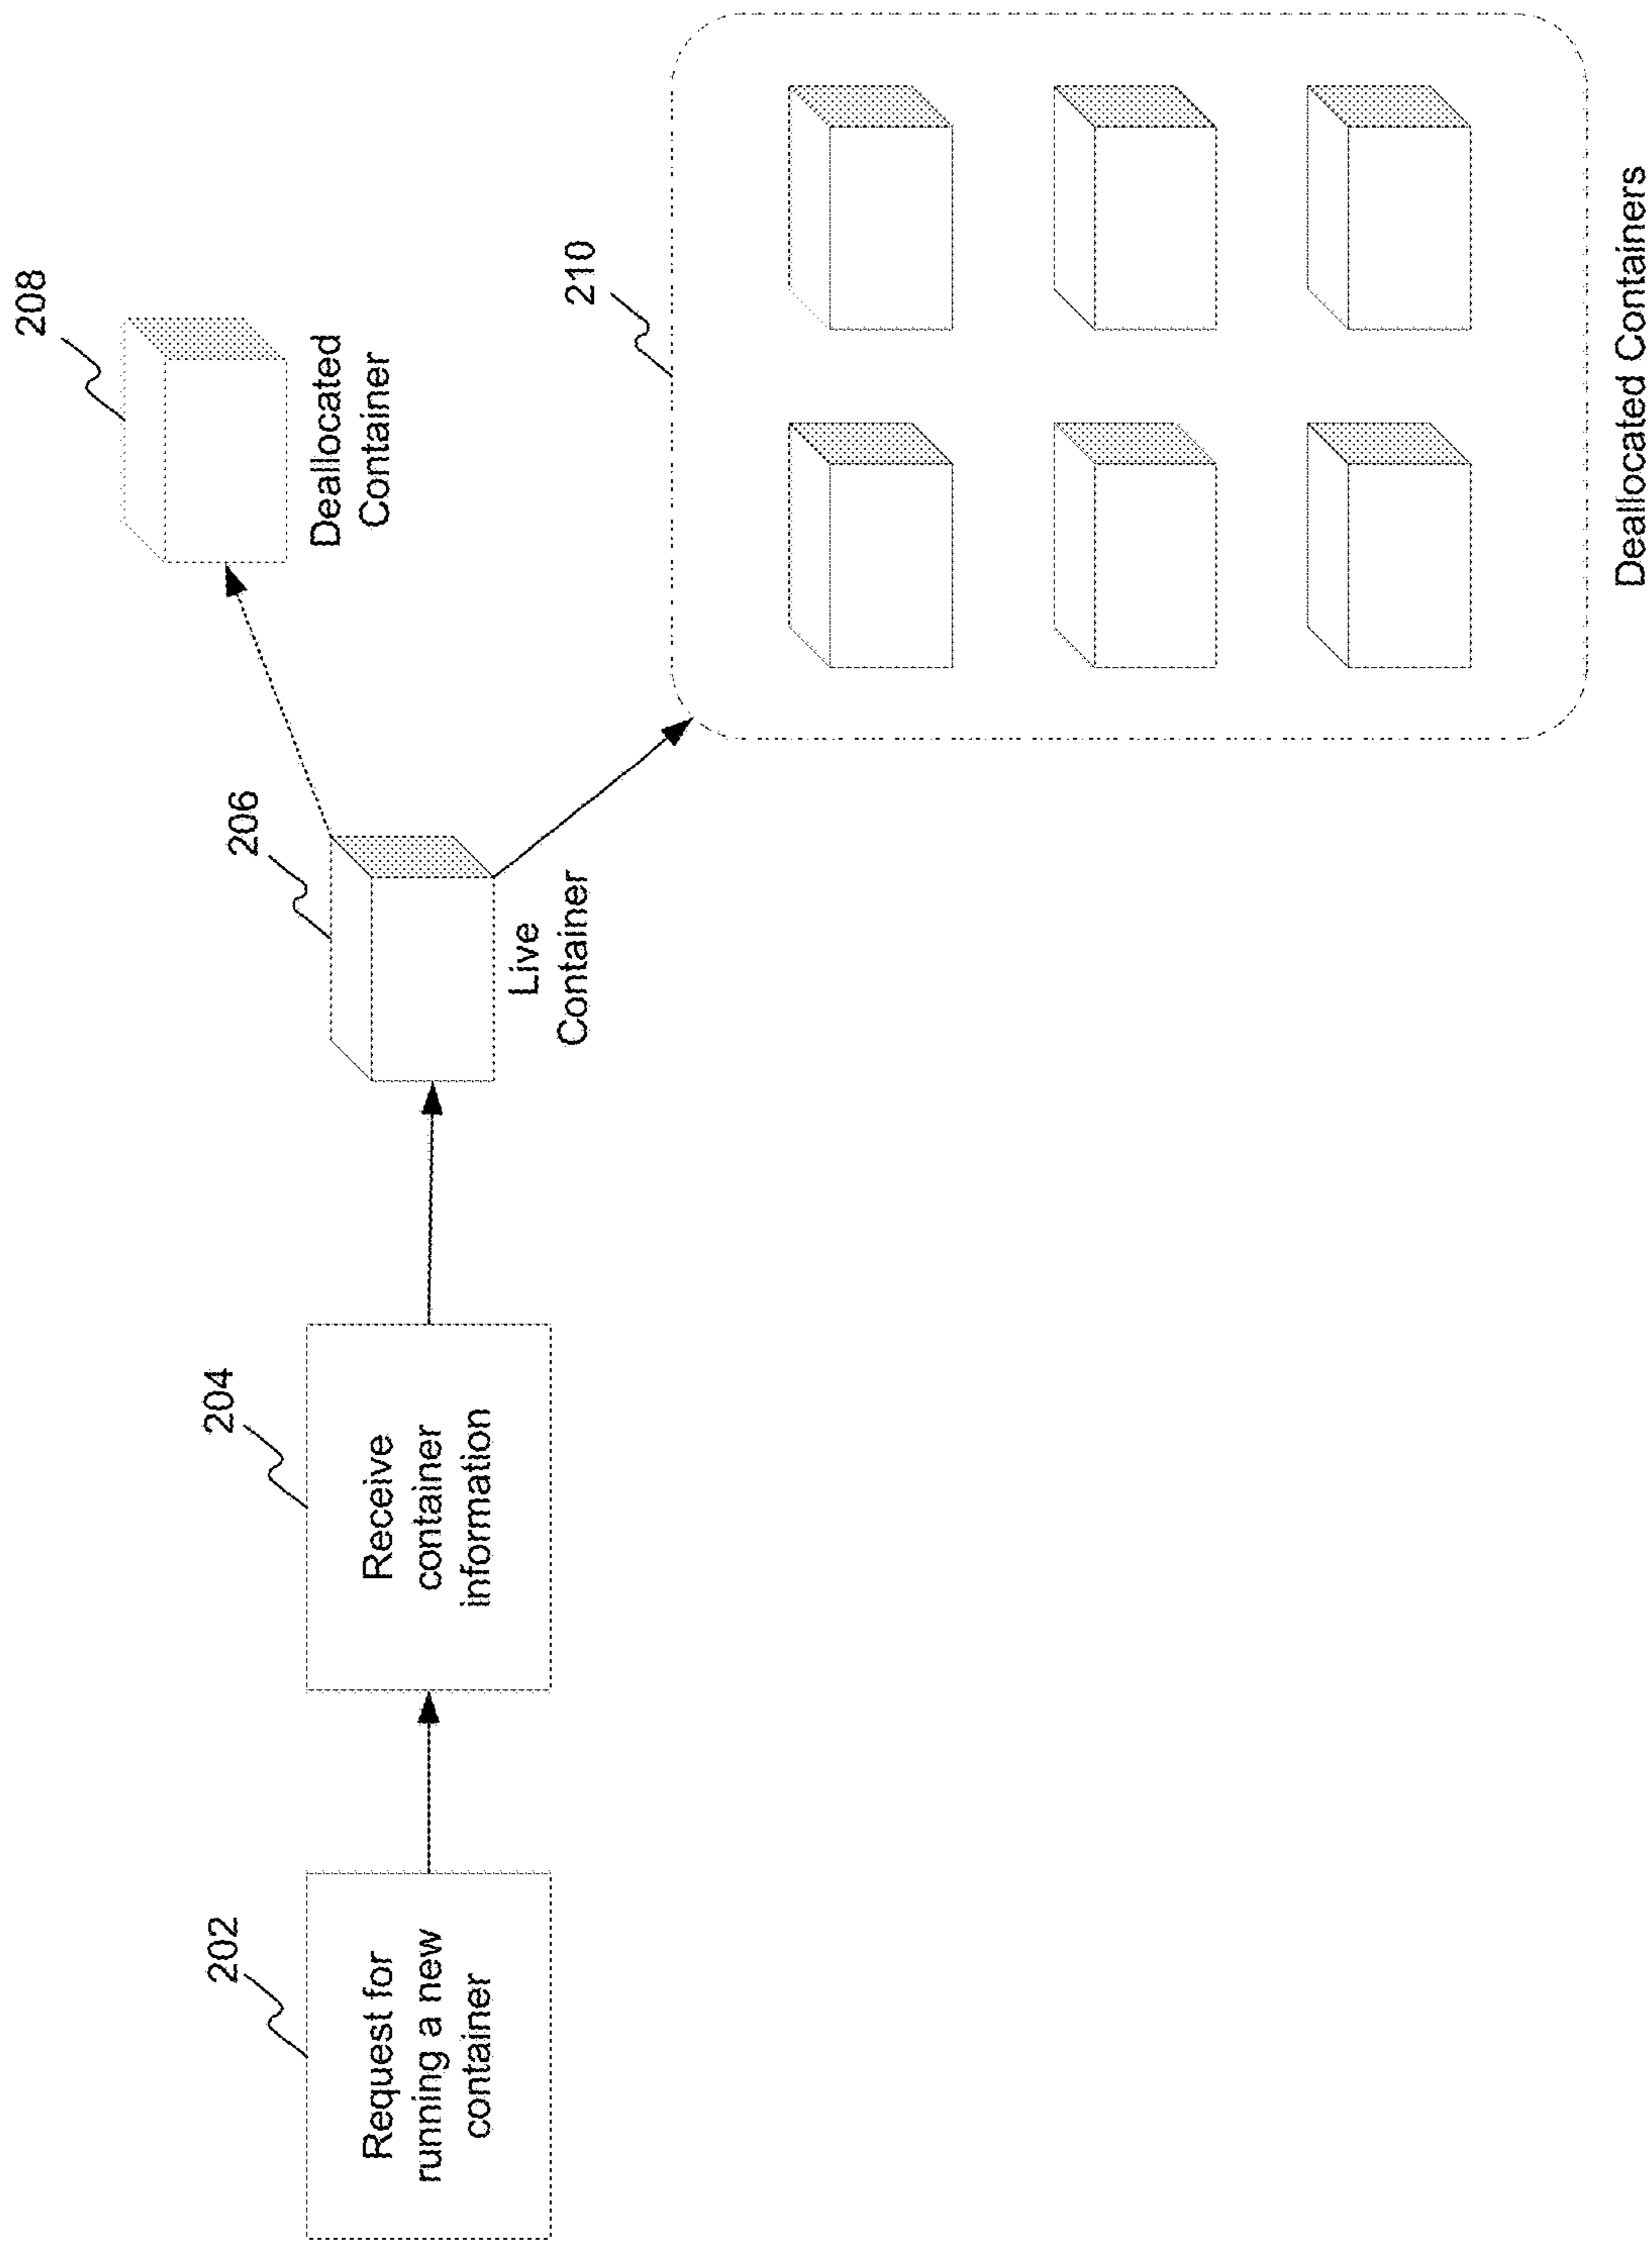 202
Request for
running a new
container
204
Receive
container
information
206
Live
Container
208
Deallocated
Container
210
Deallocated Containers